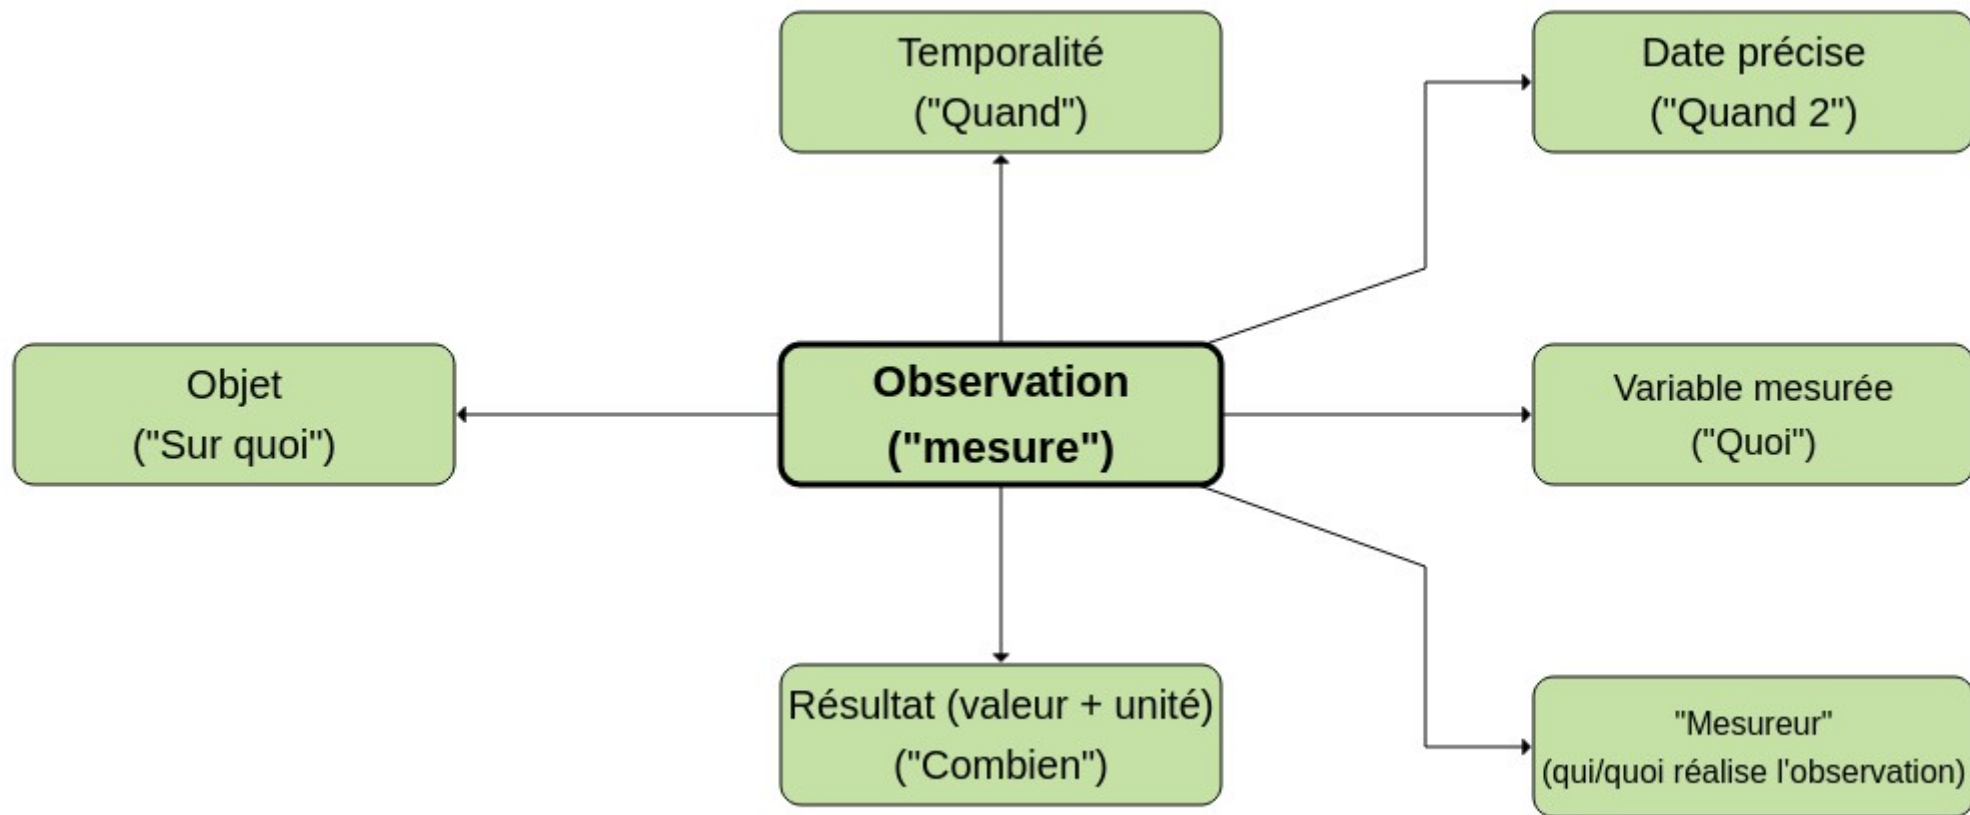 Temporalité
("Quand")
Date précise
("Quand 2")
Objet
("Sur quoi")
Observation
("mesure")
Variable mesurée
("Quoi")
Résultat (valeur + unité)
("Combien")
"Mesureur"
(qui/quoi réalise l'observation)